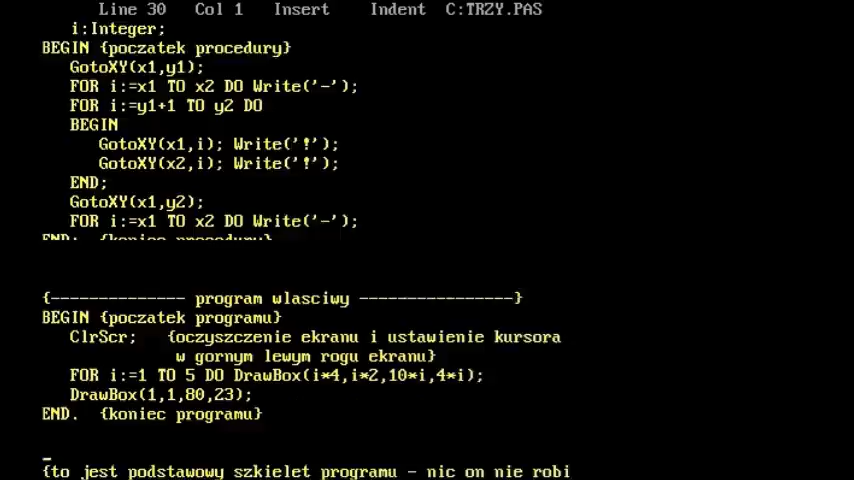 Line 30 Col 1 Insert Indent C:TRZY.PAS
i:Integer;
BEGIN {poczatek procedury}
GotoXY(x1,y1);
FOR i:=x1 TO x2 DO Write('-');
FOR i:=y1+1 TO y2 DO
BEGIN
GotoXY(x1,i); Write('!');
GotoXY(x2,i); Write('!');
END;
GotoXY(x1,y2);
FOR i:=x1 TO x2 DO Write('-');
END; {koniec procedury}
{-------------- program wlasciwy ----------------}
BEGIN {poczatek programu}
ClrScr; {oczyszczenie ekranu i ustawienie kursora
w gornym lewym rogu ekranu}
FOR i:=1 TO 5 DO DrawBox(i*4,i*2,10*i,4*i);
DrawBox(1,1,80,23);
END. {koniec programu}
{to jest podstawowy szkielet programu - nic on nie robi